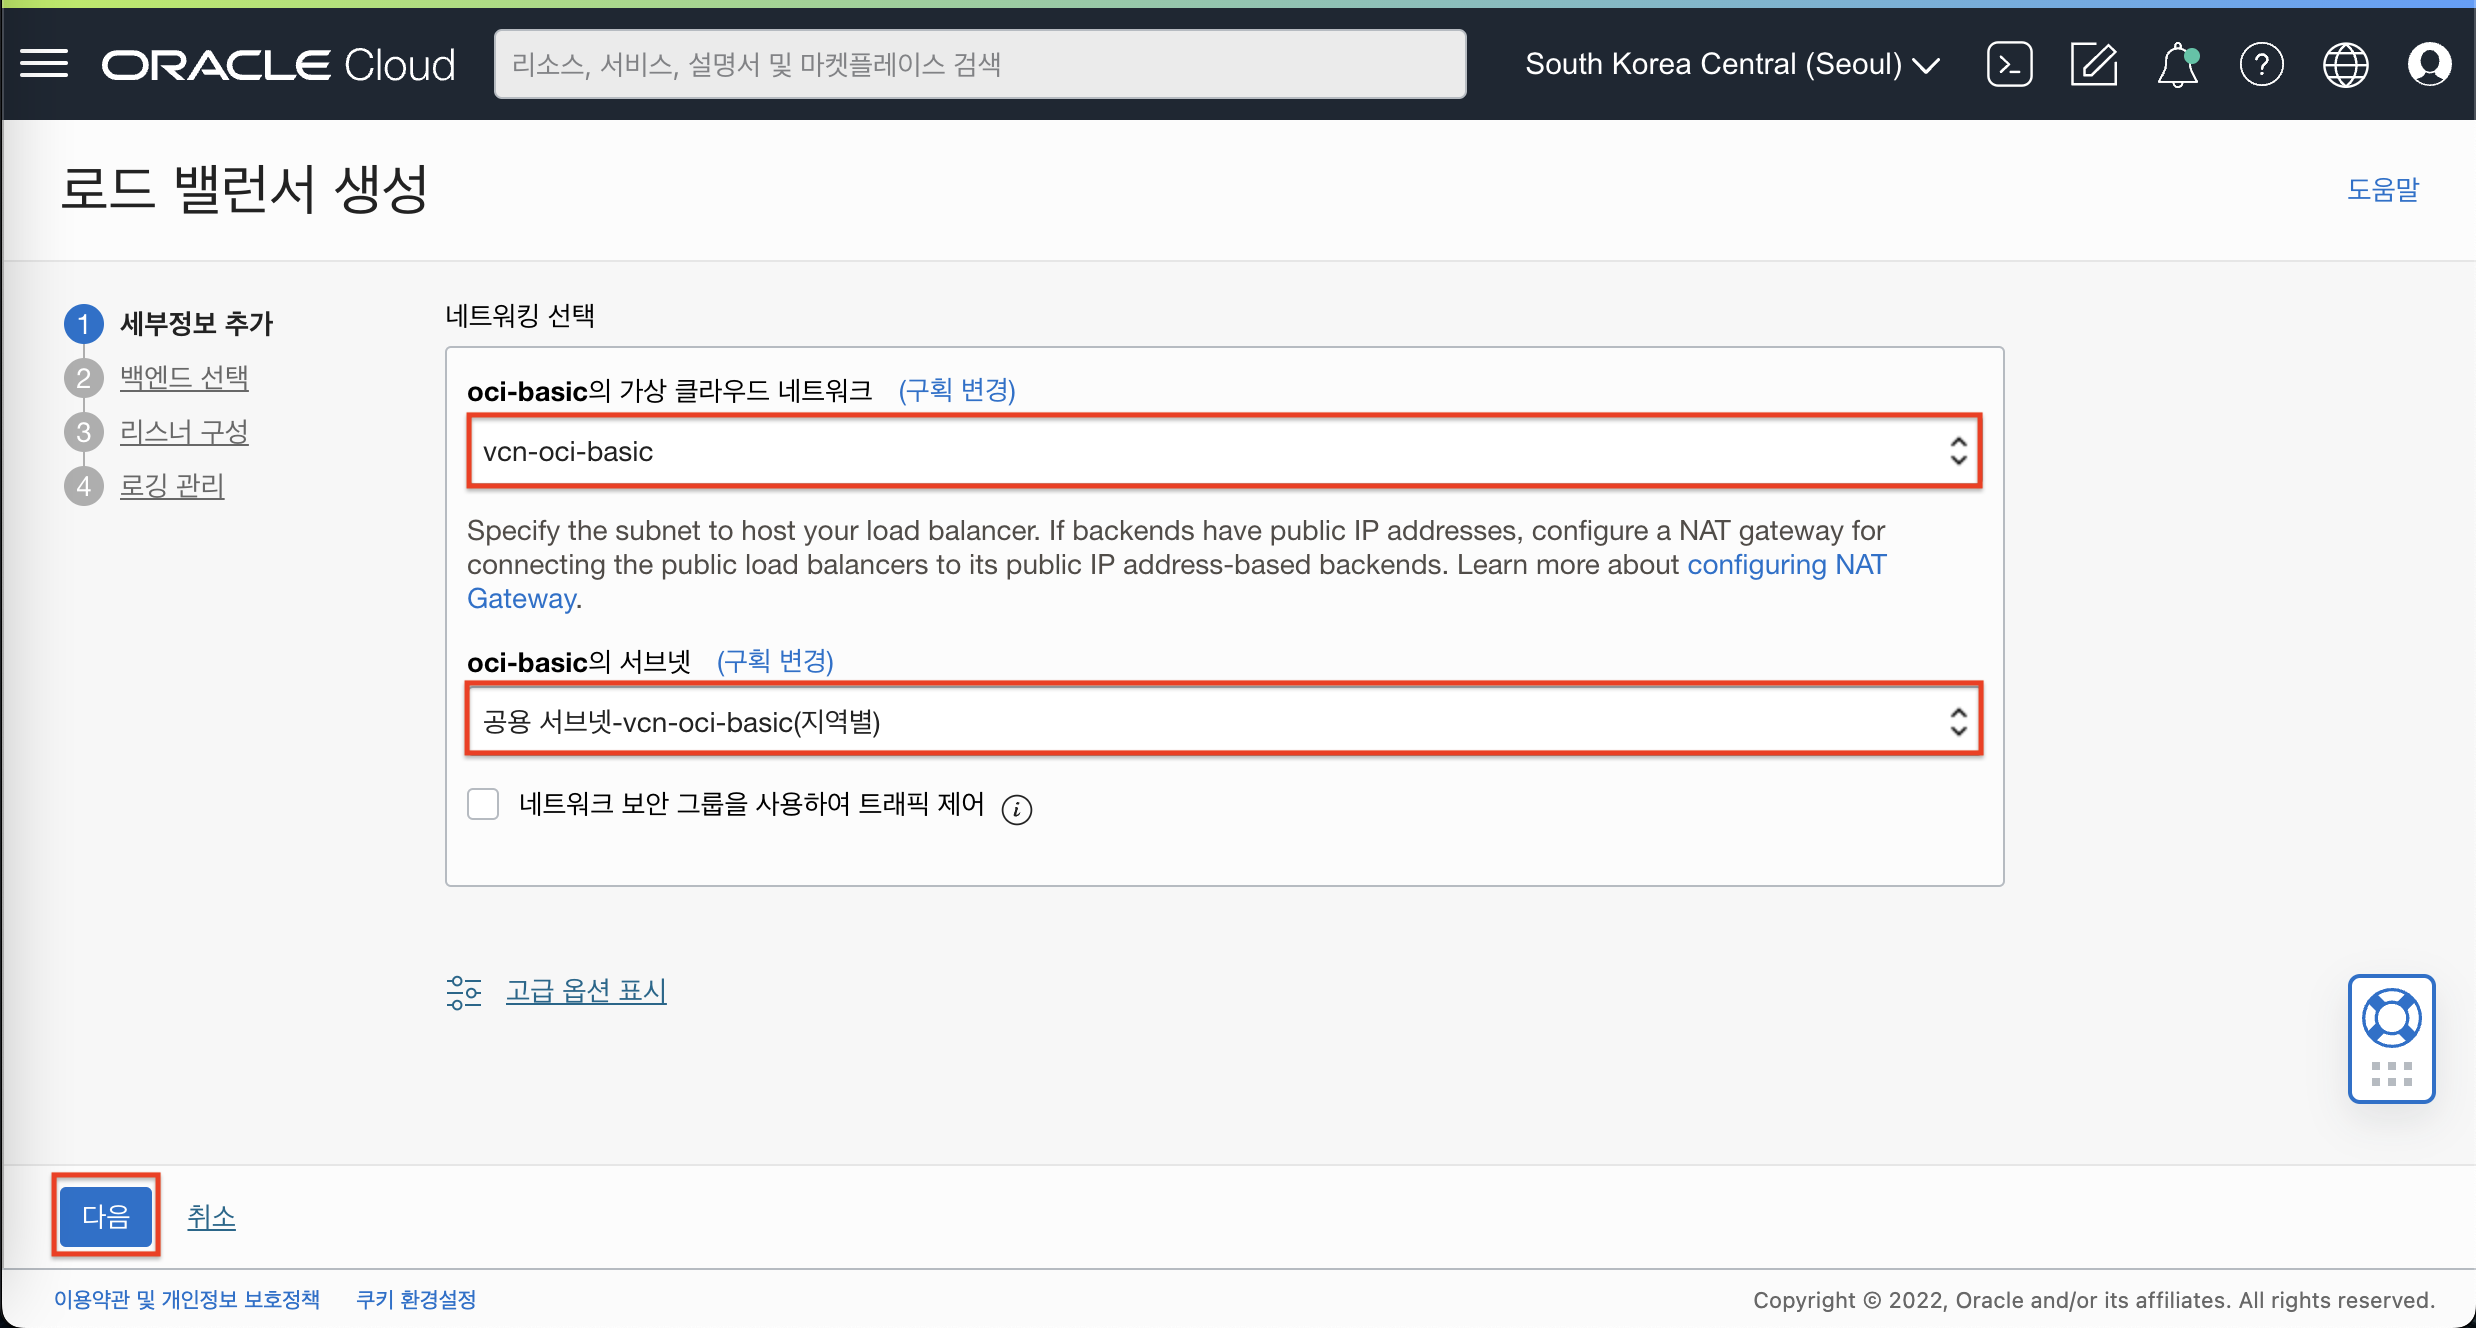 ORACLE Cloud
리소스, 서비스, 설명서 및 마켓플레이스 검색
South Korea Central (Seoul)
로드 밸런서 생성
도움말
1 세부정보 추가
2 백엔드 선택
3 리스너 구성
4 로깅 관리
네트워킹 선택
oci-basic의 가상 클라우드 네트워크 (구획 변경)
vcn-oci-basic
Specify the subnet to host your load balancer. If backends have public IP addresses, configure a NAT gateway for
connecting the public load balancers to its public IP address-based backends. Learn more about configuring NAT
Gateway.
oci-basic의 서브넷 (구획 변경)
공용 서브넷-vcn-oci-basic(지역별)
네트워크 보안 그룹을 사용하여 트래픽 제어 i
고급 옵션 표시
다음 취소
이용약관 및 개인정보 보호정책 쿠키 환경설정
Copyright © 2022, Oracle and/or its affiliates. All rights reserved.